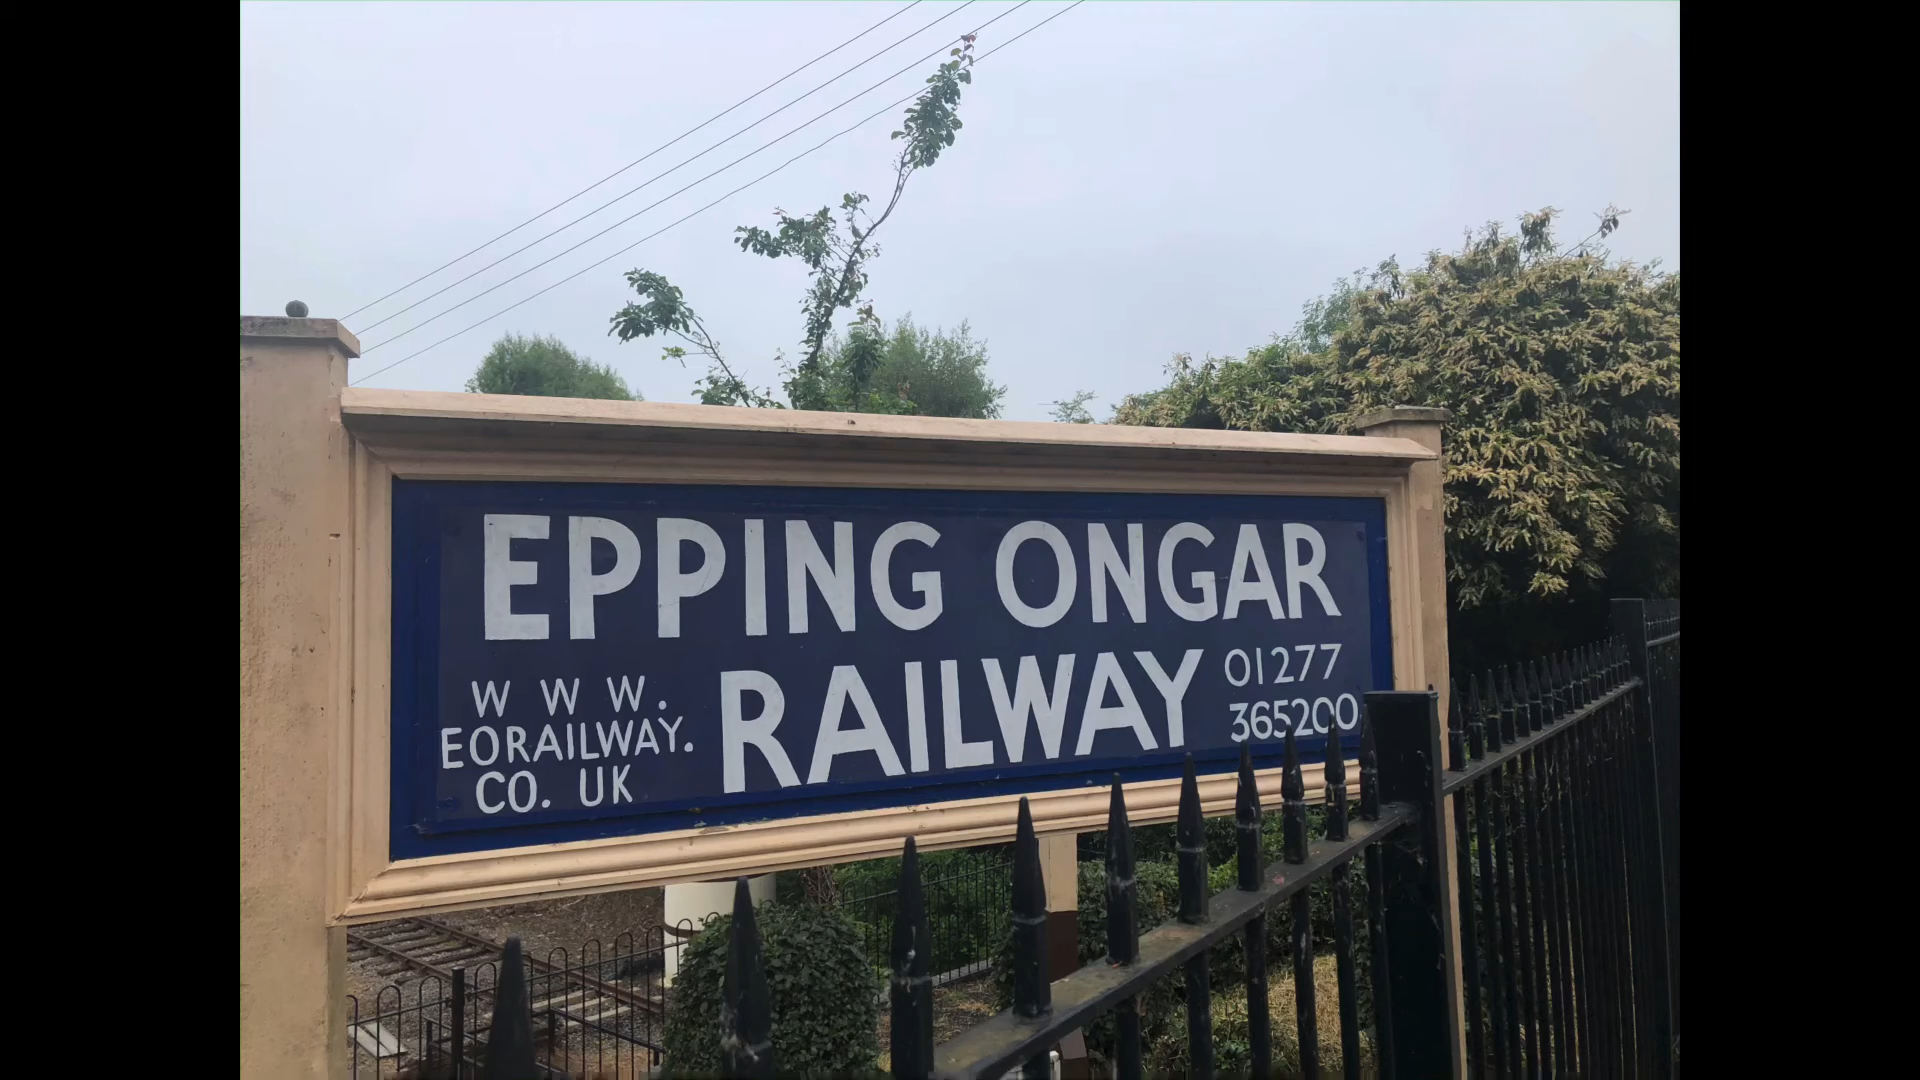 EPPING ONGAR
RAILWAY
W W W.
EORAILWAY.
CO. UK
01277
365200